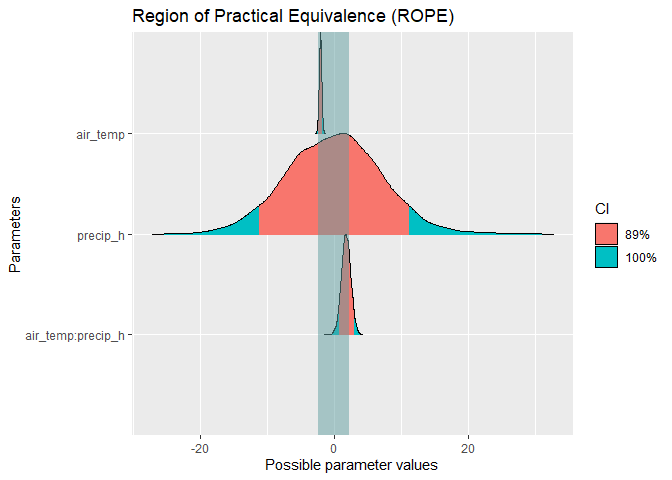 Region of Practical Equivalence (ROPE)
Parameters
air_temp
precip_h
air_temp:precip_h
-20
0
20
Possible parameter values
CI
89%
100%